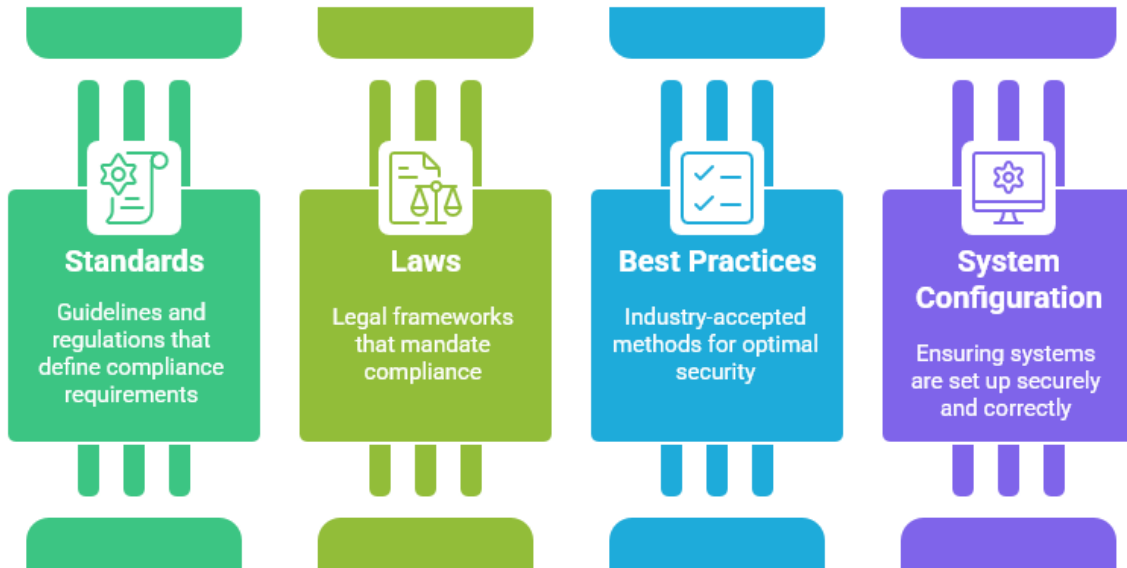 Standards
Guidelines and
regulations that
define compliance
requirements
Laws
Legal frameworks
that mandate
compliance
Best Practices
Industry-accepted
methods for optimal
security
System
Configuration
Ensuring systems
are set up securely
and correctly